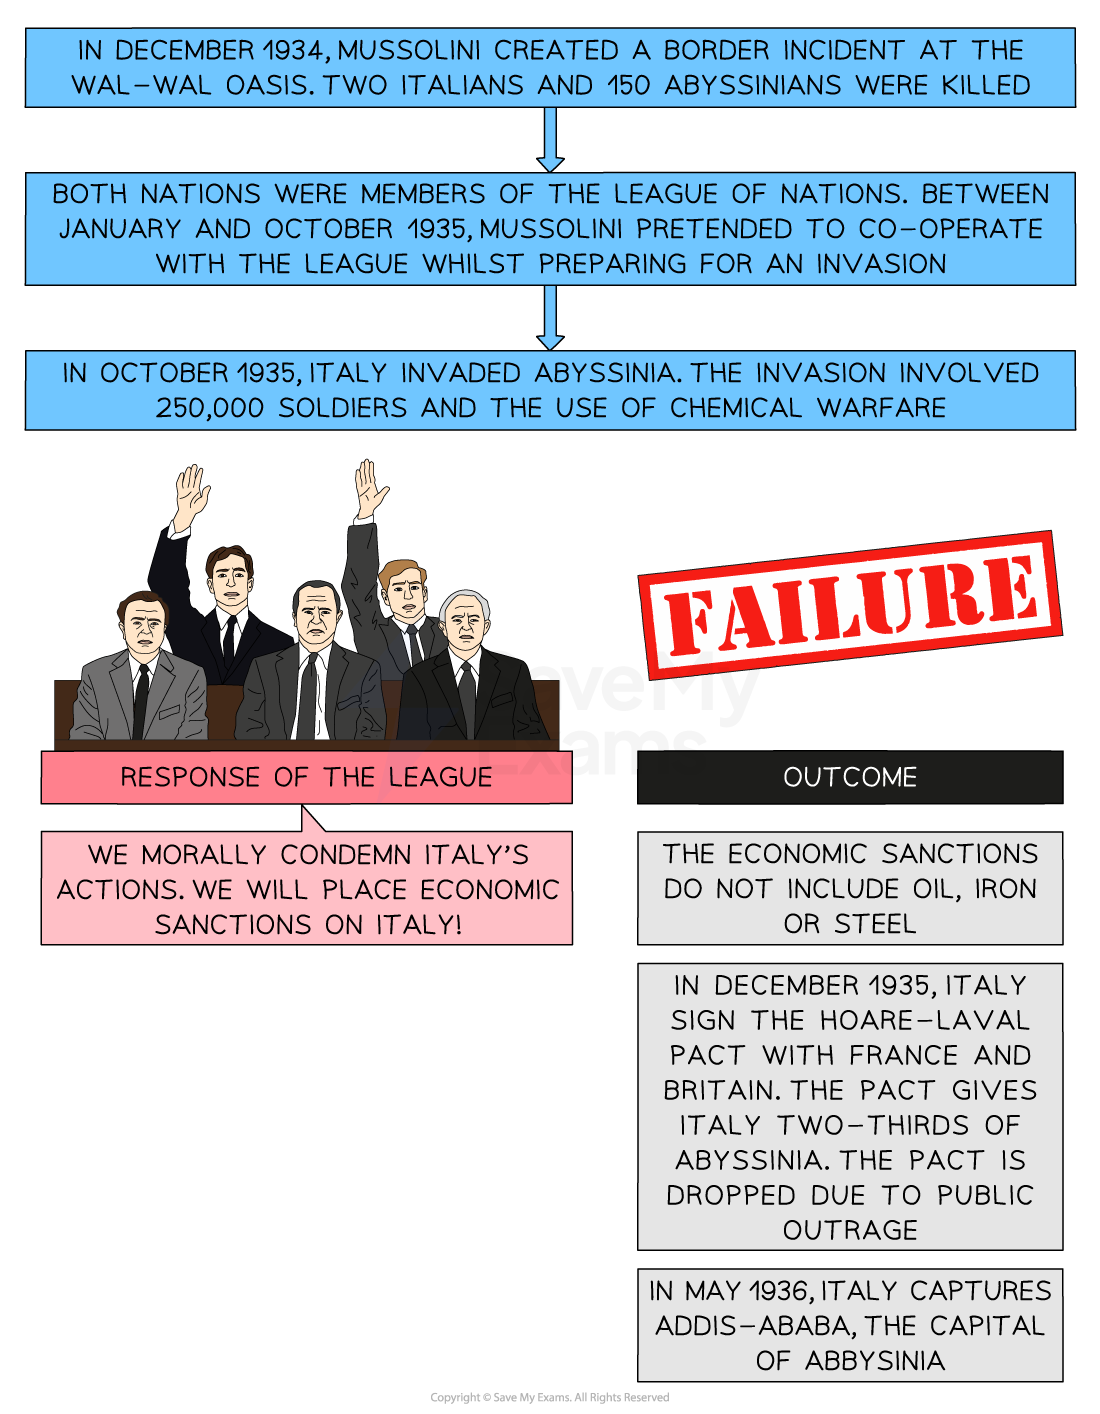 IN DECEMBER 1934, MUSSOLINI CREATED A BORDER INCIDENT AT THE
WAL-WAL OASIS. TWO ITALIANS AND 150 ABYSSINIANS WERE KILLED
BOTH NATIONS WERE MEMBERS OF THE LEAGUE OF NATIONS. BETWEEN
JANUARY AND OCTOBER 1935, MUSSOLINI PRETENDED TO CO-OPERATE
WITH THE LEAGUE WHILST PREPARING FOR AN INVASION
IN OCTOBER 1935, ITALY INVADED ABYSSINIA. THE INVASION INVOLVED
250,000 SOLDIERS AND THE USE OF CHEMICAL WARFARE
FAILURE
SaveMy
Exams
RESPONSE OF THE LEAGUE
WE MORALLY CONDEMN ITALY'S
ACTIONS. WE WILL PLACE ECONOMIC
SANCTIONS ON ITALY!
OUTCOME
THE ECONOMIC SANCTIONS
DO NOT INCLUDE OIL, IRON
OR STEEL
IN DECEMBER 1935, ITALY
SIGN THE HOARE-LAVAL
PACT WITH FRANCE AND
BRITAIN. THE PACT GIVES
ITALY TWO-THIRDS OF
ABYSSINIA. THE PACT IS
DROPPED DUE TO PUBLIC
OUTRAGE
IN MAY 1936, ITALY CAPTURES
ADDIS-ABABA, THE CAPITAL
OF ABBYSINIA
Copyright © Save My Exams. All Rights Reserved